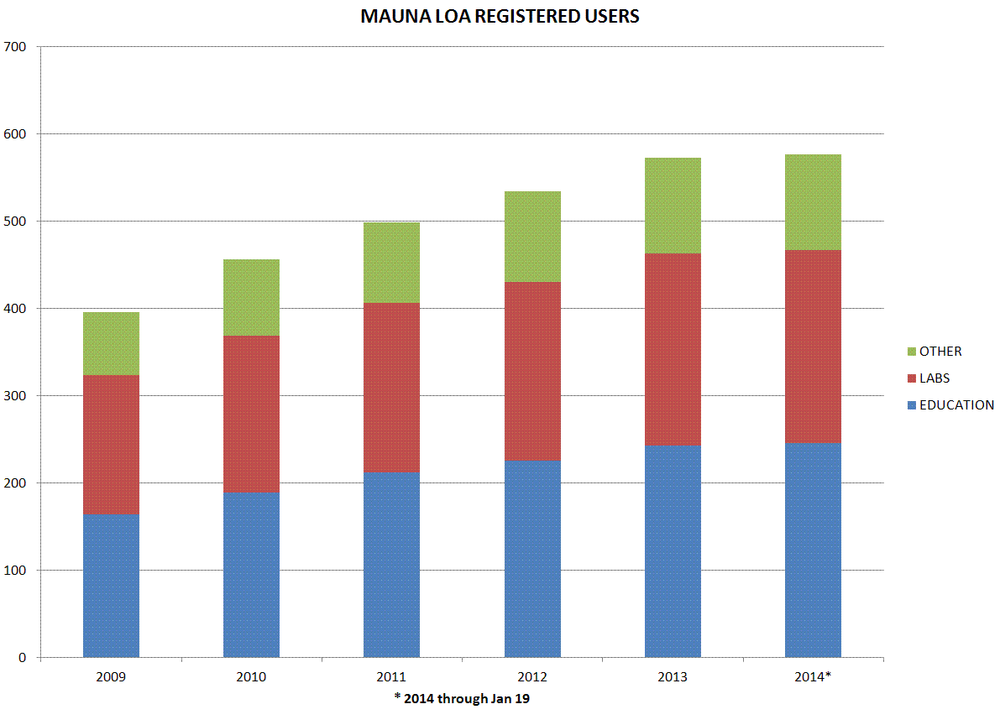 MAUNA LOA REGISTERED USERS
700
600
500
400
300
200
100
0
OTHER
LABS
EDUCATION
2009 2010 2011 2012 2013 2014*
* 2014 through Jan 19